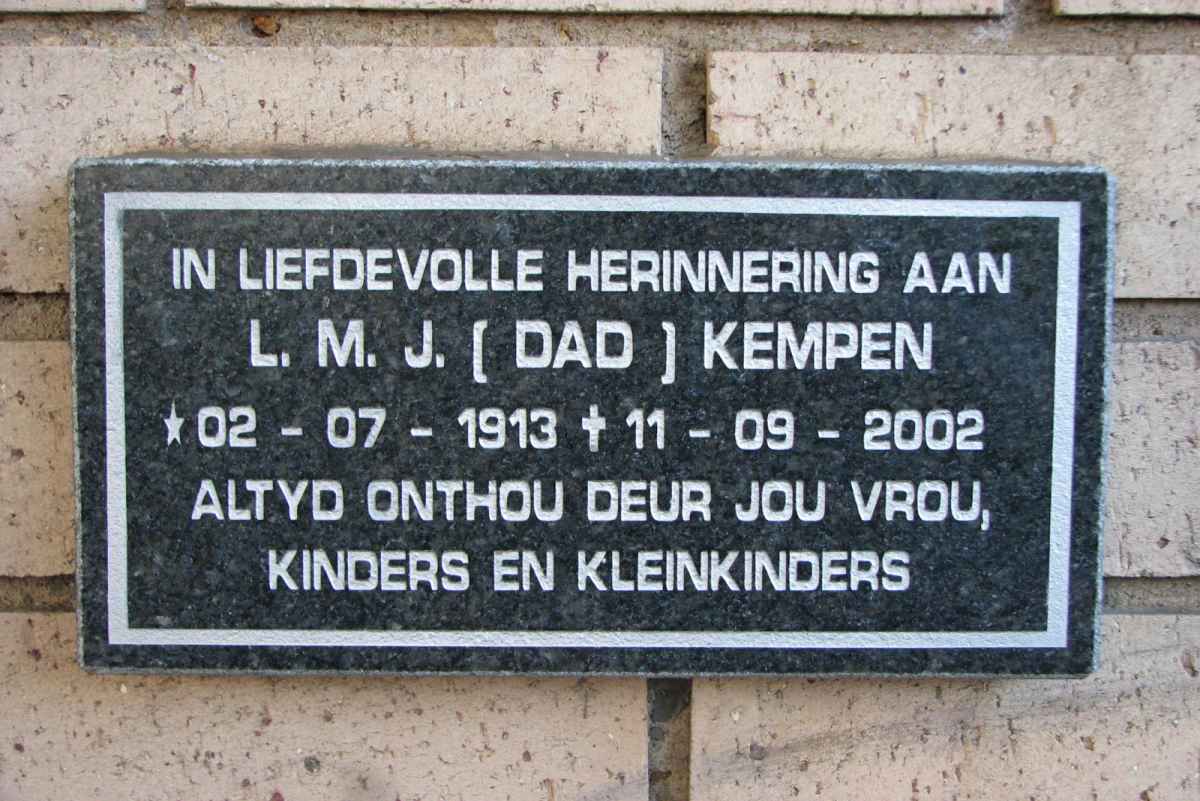 IN LIEFDEVOLLE HERINNERING AAN
L. M. J. ( DAD ) KEMPEN
★ 02 - 07 - 1913 ✝ 11 - 09 - 2002
ALTYD ONTHOU DEUR JOU VROU,
KINDERS EN KLEINKINDERS